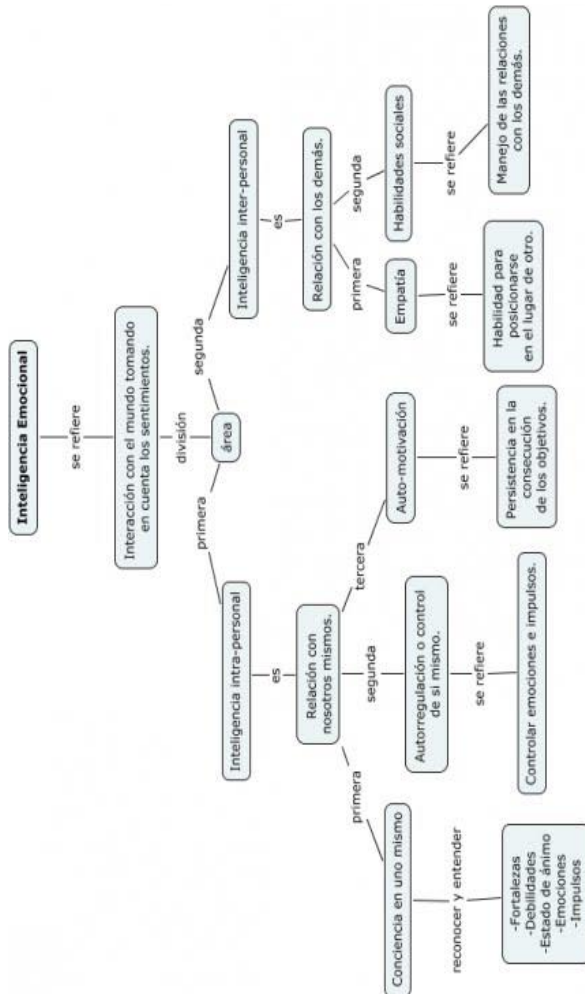 Inteligencia Emocional
se refiere
Interacción con el mundo tomando
en cuenta los sentimientos.
división
área
primera
segunda
Inteligencia intra-personal
Inteligencia inter-personal
es
es
Relación con
nosotros mismos.
Relación con los demás.
primera
segunda
tercera
primera
segunda
Conciencia en uno mismo
Autorregulación o control
de si mismo.
Auto-motivación
Empatía
Habilidades sociales
reconocer y entender
se refiere
se refiere
se refiere
se refiere
-Fortalezas
-Debilidades
-Estado de ánimo
-Emociones
-Impulsos
Controlar emociones e impulsos.
Persistencia en la
consecución
de los objetivos.
Habilidad para
posicionarse
en el lugar de otro.
Manejo de las relaciones
con los demás.